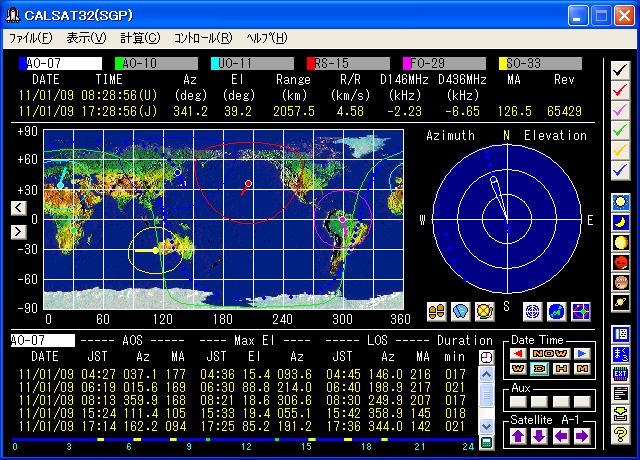 CALSAT32(SGP)
ファイル(F) 表示(V) 計算(C) コントロール(R) ヘルプ(H)
AO-07 AO-10 UO-11 RS-15 FO-29 SO-33
DATE TIME Az El Range R/R D146MHz D436MHz MA Rev
11/01/09 08:28:56(U) (deg) (deg) (km) (km/s) (kHz) (kHz)
11/01/09 17:28:56(J) 341.2 39.2 2057.5 4.58 -2.23 -6.65 126.5 65429
+90
+60
+30
0
-30
-60
-90
0 60 120 180 240 300 360
Azimuth N Elevation
W E
S
AO-07 AOS Max El LOS Duration
DATE JST Az MA JST El Az JST Az MA min
11/01/09 04:27 037.1 177 04:36 15.4 093.6 04:45 146.0 216 017
11/01/09 06:19 015.6 169 06:30 88.8 214.0 06:40 198.9 217 021
11/01/09 08:13 359.9 168 08:21 18.6 306.6 08:30 249.9 207 017
11/01/09 15:24 111.4 105 15:33 19.4 055.1 15:42 358.9 145 018
11/01/09 17:14 162.2 094 17:25 85.2 191.2 17:36 344.0 142 021
0 3 6 9 12 15 18 21 24
Date Time
NOW
W D H M
Aux
Satellite A-1
EXT